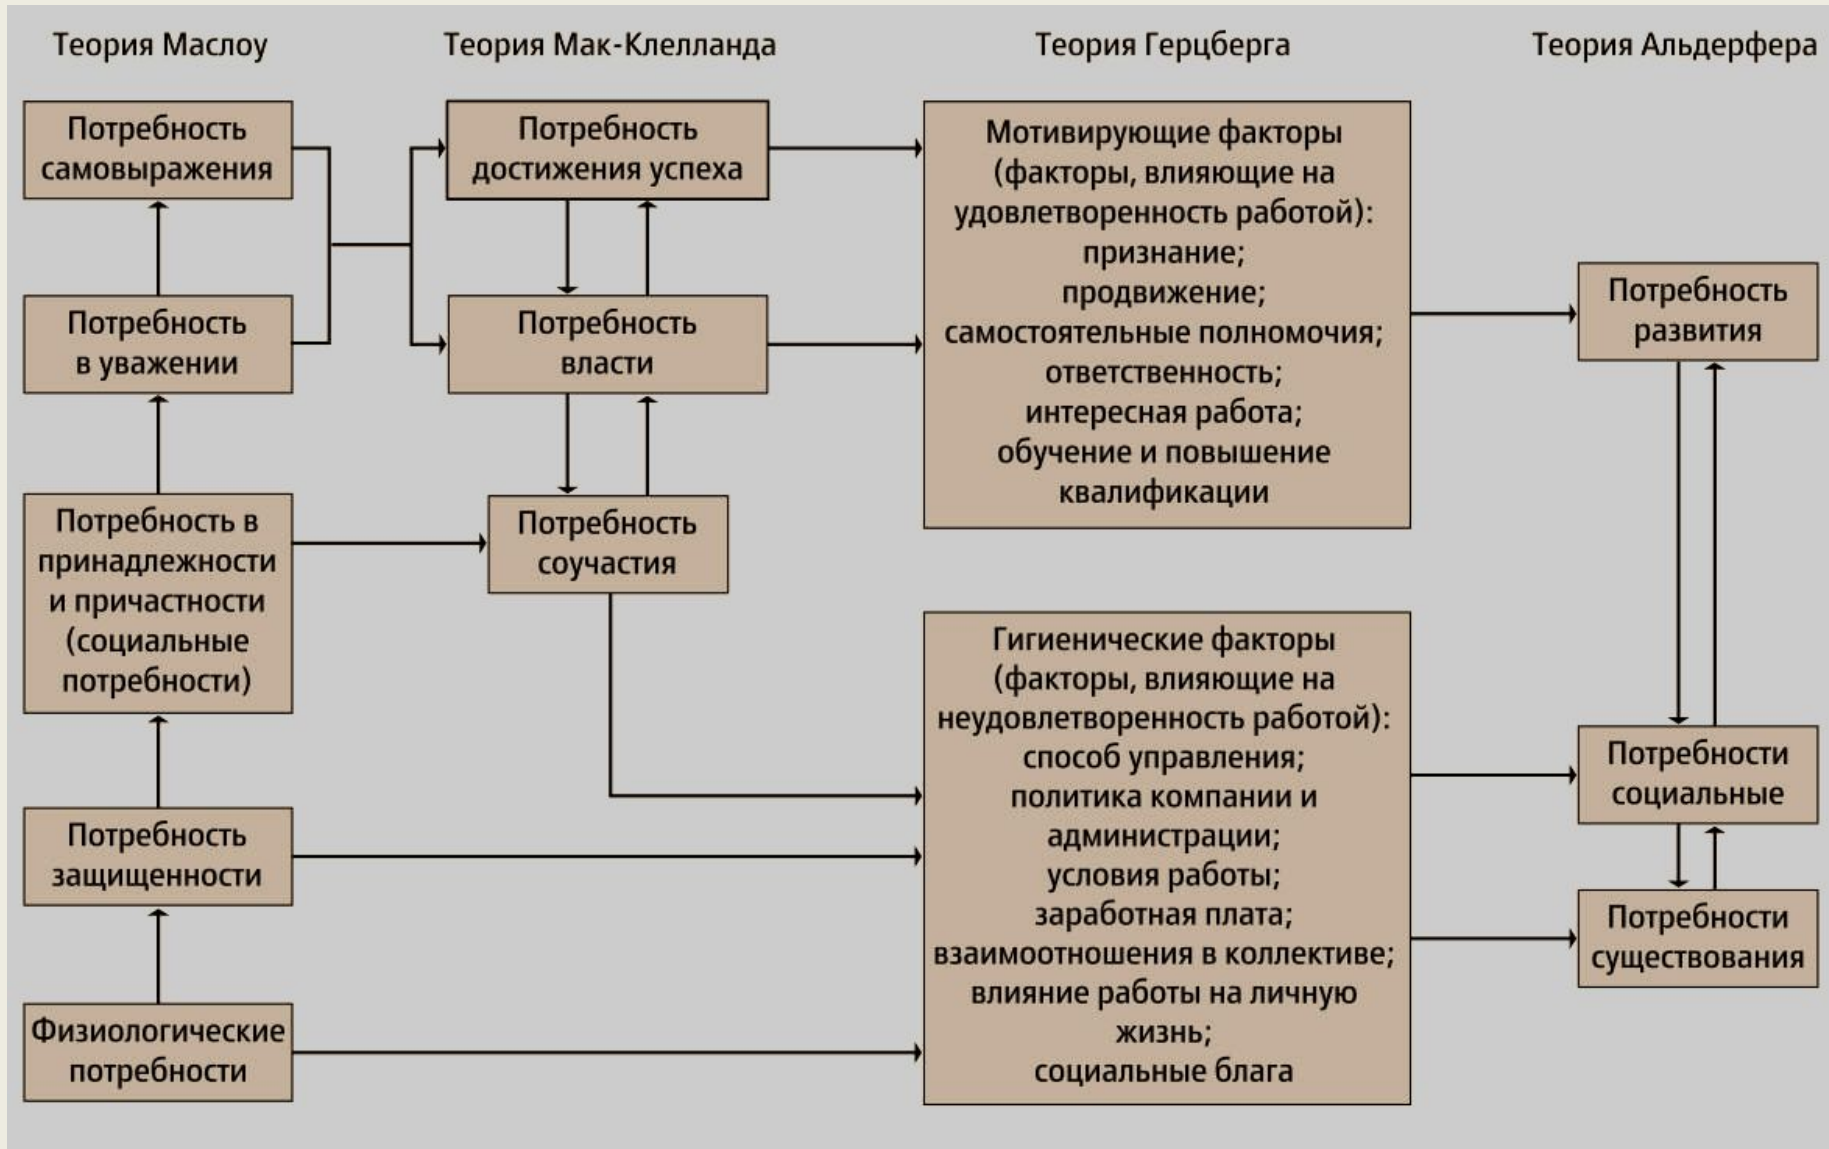 Теория Маслоу
Потребность
самовыражения
Потребность
в уважении
Потребность в
принадлежности
и причастности
(социальные
потребности)
Потребность
защищенности
Физиологические
потребности
Теория Мак-Клелланда
Потребность
достижения успеха
Потребность
власти
Потребность
соучастия
Теория Герцберга
Мотивирующие факторы
(факторы, влияющие на
удовлетворенность работой):
признание;
продвижение;
самостоятельные полномочия;
ответственность;
интересная работа;
обучение и повышение
квалификации
Гигиенические факторы
(факторы, влияющие на
неудовлетворенность работой):
способ управления;
политика компании и
администрации;
условия работы;
заработная плата;
взаимоотношения в коллективе;
влияние работы на личную
жизнь;
социальные блага
Теория Альдерфера
Потребность
развития
Потребности
социальные
Потребности
существования